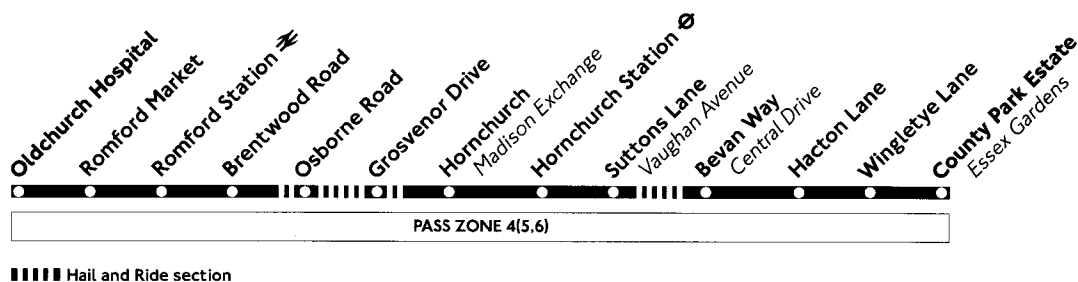 Oldchurch Hospital
Romford Market
Romford Station
Brentwood Road
Osborne Road
Grosvenor Drive
Hornchurch
Madison Exchange
Hornchurch Station
Suttons Lane
Vaughan Avenue
Bevan Way
Central Drive
Hacton Lane
Wingletye Lane
County Park Estate
Essex Gardens
PASS ZONE 4(5,6)
Hail and Ride section